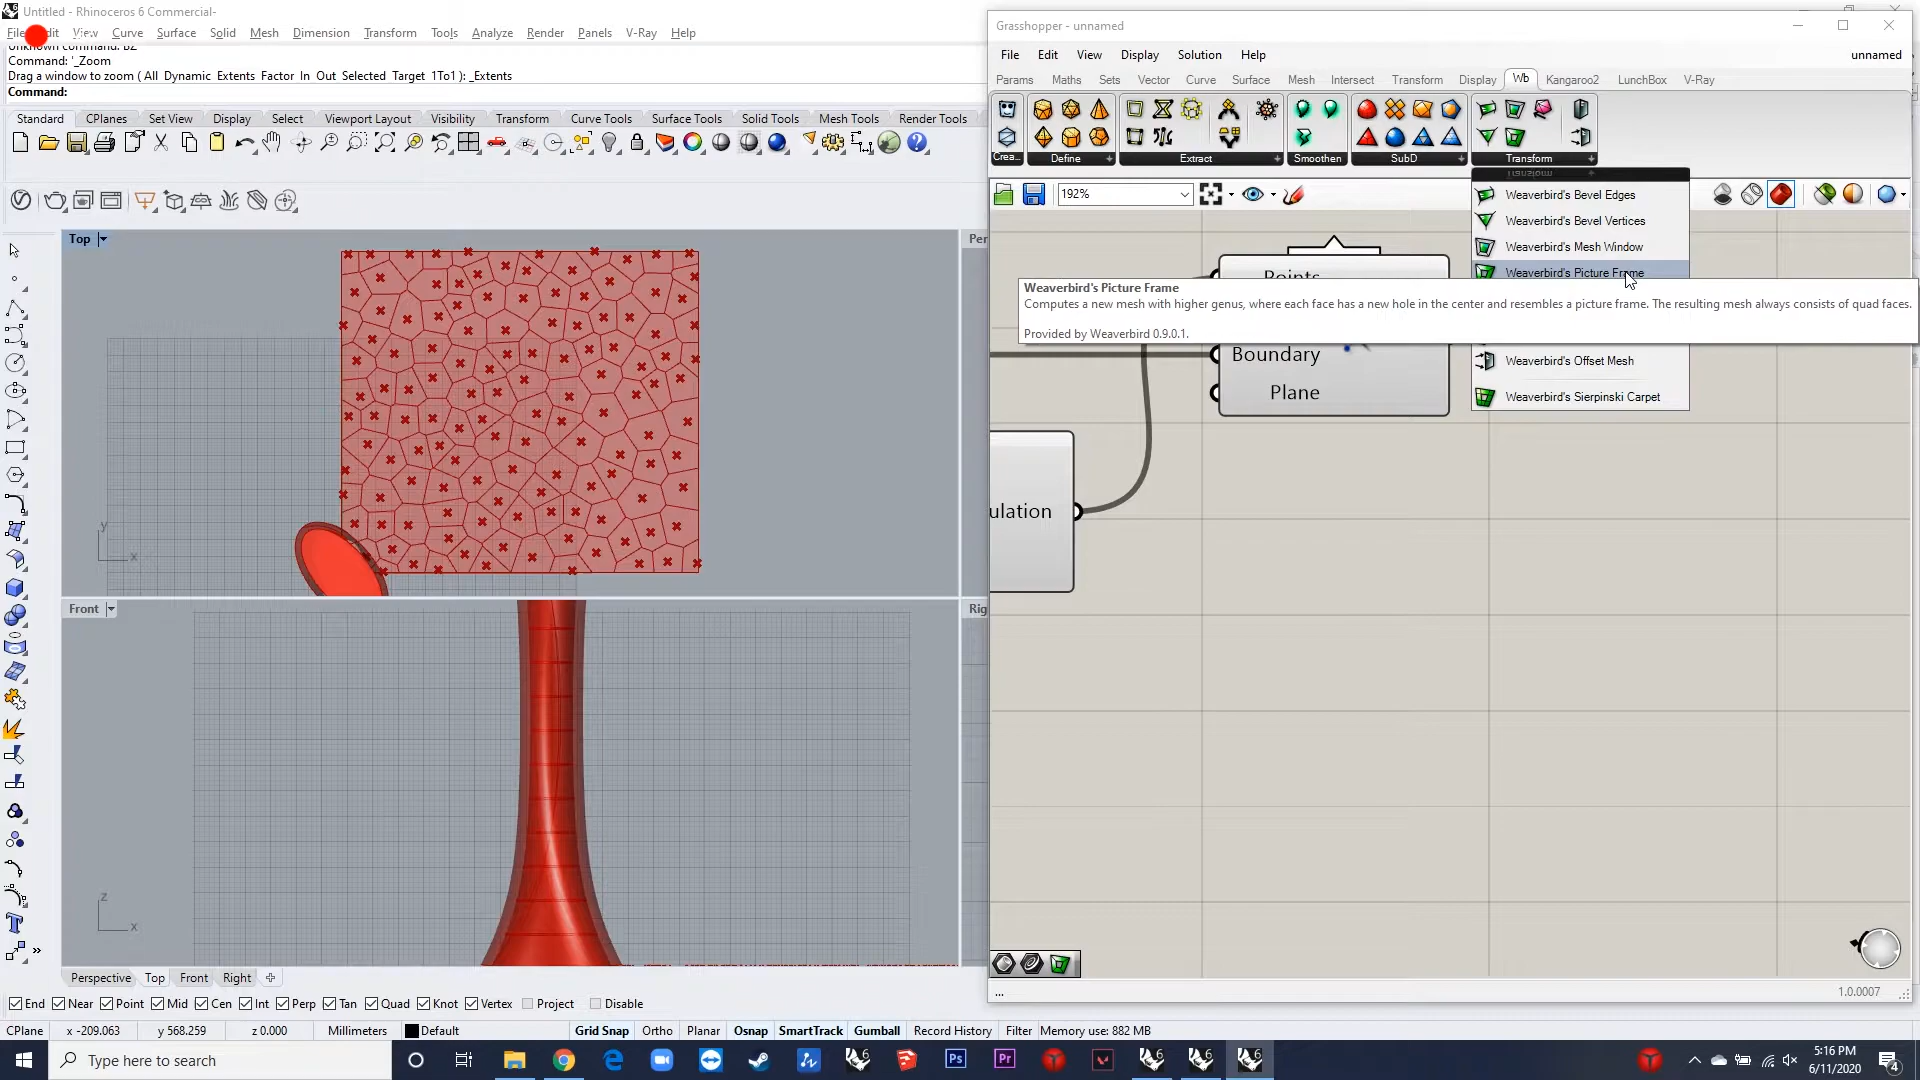 Untitled - Rhinoceros 6 Commercial-
View Curve Surface Solid Mesh Dimension Transform Tools Analyze Render Panels V-Ray Help
Unknown command: BZ
Command: '_Zoom
Drag a window to zoom ( All Dynamic Extents Factor In Out Selected Target 1To1 ): _Extents
Command:
Standard CPlanes Set View Display Select Viewport Layout Visibility Transform Curve Tools Surface Tools Solid Tools Mesh Tools Render Tools
Top
y
x
Front
z
x
Perspective Top Front Right
End Near Point Mid Cen Int Perp Tan Quad Knot Vertex Project Disable
CPlane x -209.063 y 568.259 z 0.000 Millimeters Default Grid Snap Ortho Planar Osnap SmartTrack Gumball Record History Filter Memory use: 882 MB
Grasshopper - unnamed
File Edit View Display Solution Help unnamed
Params Maths Sets Vector Curve Surface Mesh Intersect Transform Display Wb Kangaroo2 LunchBox V-Ray
Crea... Define Extract Smoothen SubD Transform
Transform
192%
Weaverbird's Bevel Edges
Weaverbird's Bevel Vertices
Weaverbird's Mesh Window
Weaverbird's Picture Frame
Points
Weaverbird's Picture Frame
Computes a new mesh with higher genus, where each face has a new hole in the center and resembles a picture frame. The resulting mesh always consists of quad faces.
Provided by Weaverbird 0.9.0.1.
Weaverbird's Offset Mesh
Weaverbird's Sierpinski Carpet
Boundary
Plane
ulation
...
1.0.0007
Type here to search
5:16 PM
6/11/2020
4